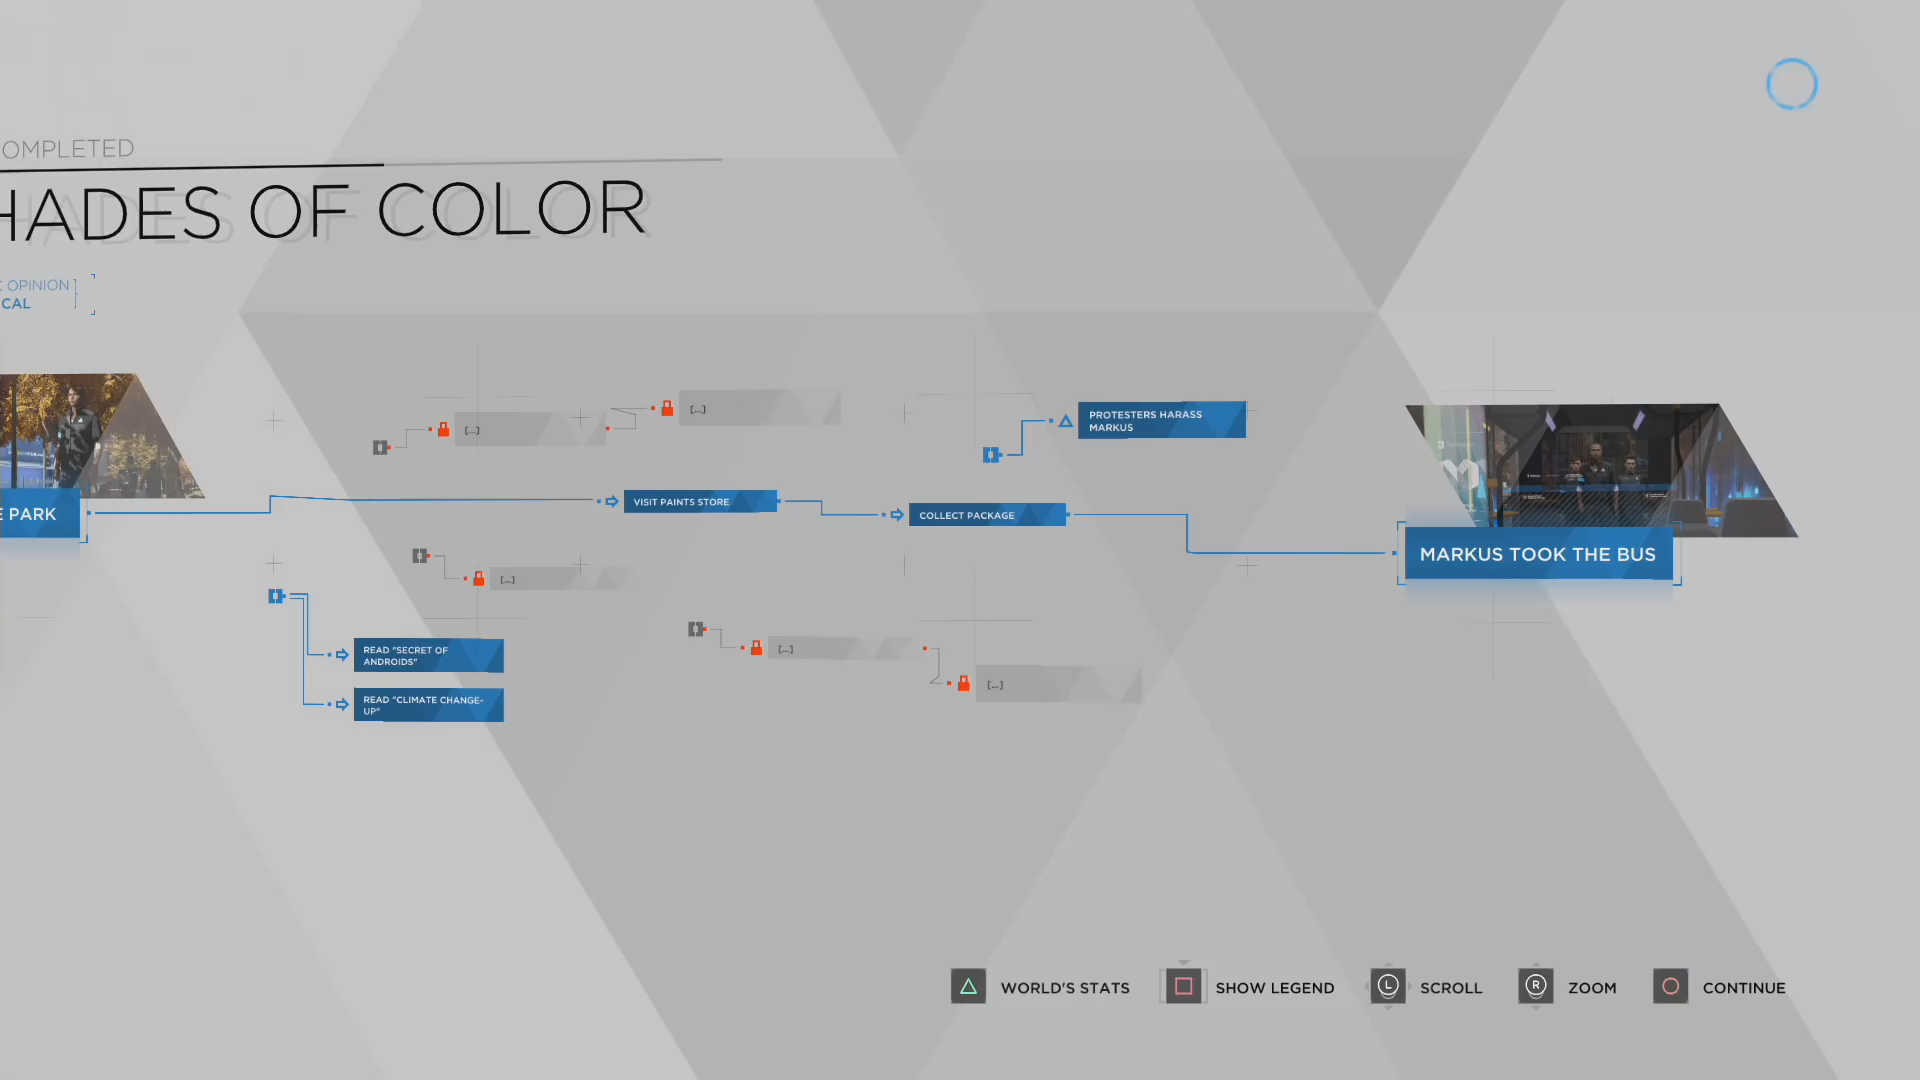 OMPLETED
HADES OF COLOR
C OPINION
CAL
[...]
[...]
PROTESTERS HARASS
MARKUS
E PARK
VISIT PAINTS STORE
COLLECT PACKAGE
MARKUS TOOK THE BUS
[...]
READ "SECRET OF
ANDROIDS"
[...]
[...]
READ "CLIMATE CHANGE-
UP"
WORLD'S STATS
SHOW LEGEND
L
SCROLL
R
ZOOM
CONTINUE